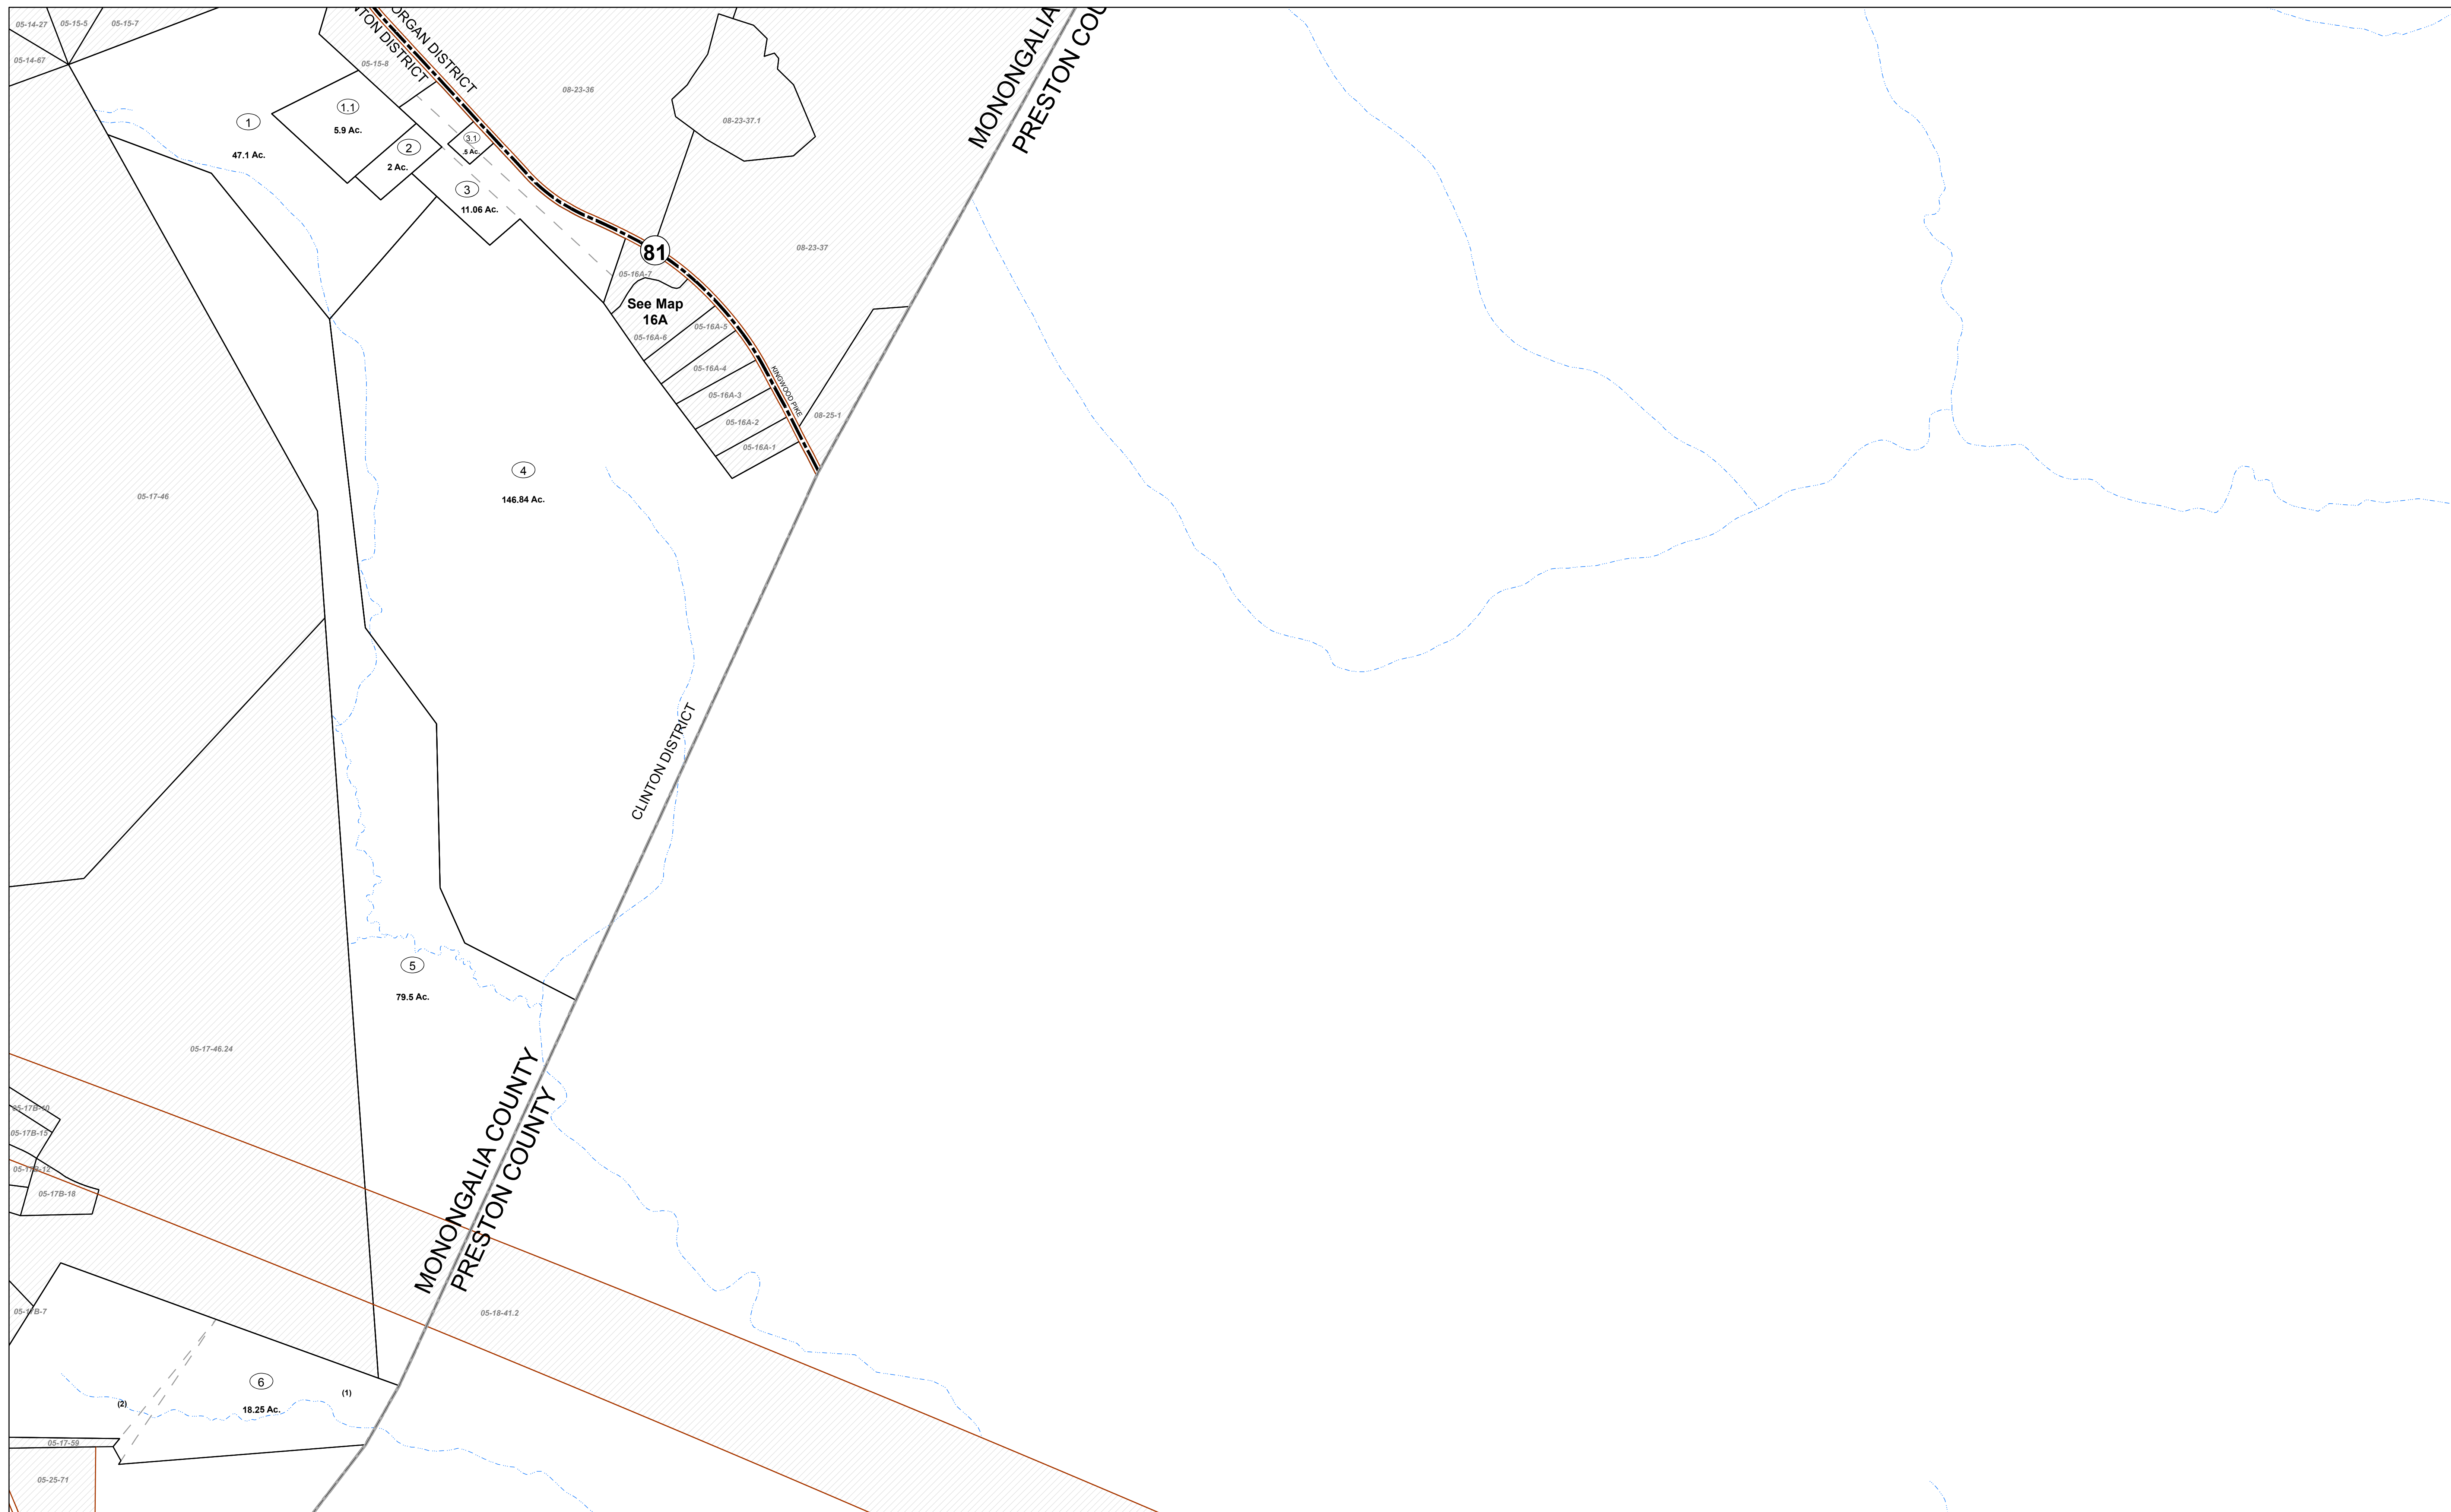 05-14-27
05-15-5
05-15-7
05-14-67
05-15-8
ORGAN DISTRICT
NTON DISTRICT
08-23-36
08-23-37.1
MONONGALIA
PRESTON COU
1
47.1 Ac.
1.1
5.9 Ac.
2
2 Ac.
3.1
.5 Ac.
3
11.06 Ac.
81
08-23-37
05-16A-7
See Map
16A
05-16A-5
05-16A-6
05-16A-4
05-16A-3
05-16A-2
05-16A-1
KINGWOOD PIKE
08-25-1
4
146.84 Ac.
05-17-46
CLINTON DISTRICT
5
79.5 Ac.
05-17-46.24
MONONGALIA COUNTY
PRESTON COUNTY
05-17B-10
05-17B-15
05-17B-12
05-17B-18
05-17B-7
05-18-41.2
6
18.25 Ac.
(1)
(2)
05-17-59
05-25-71